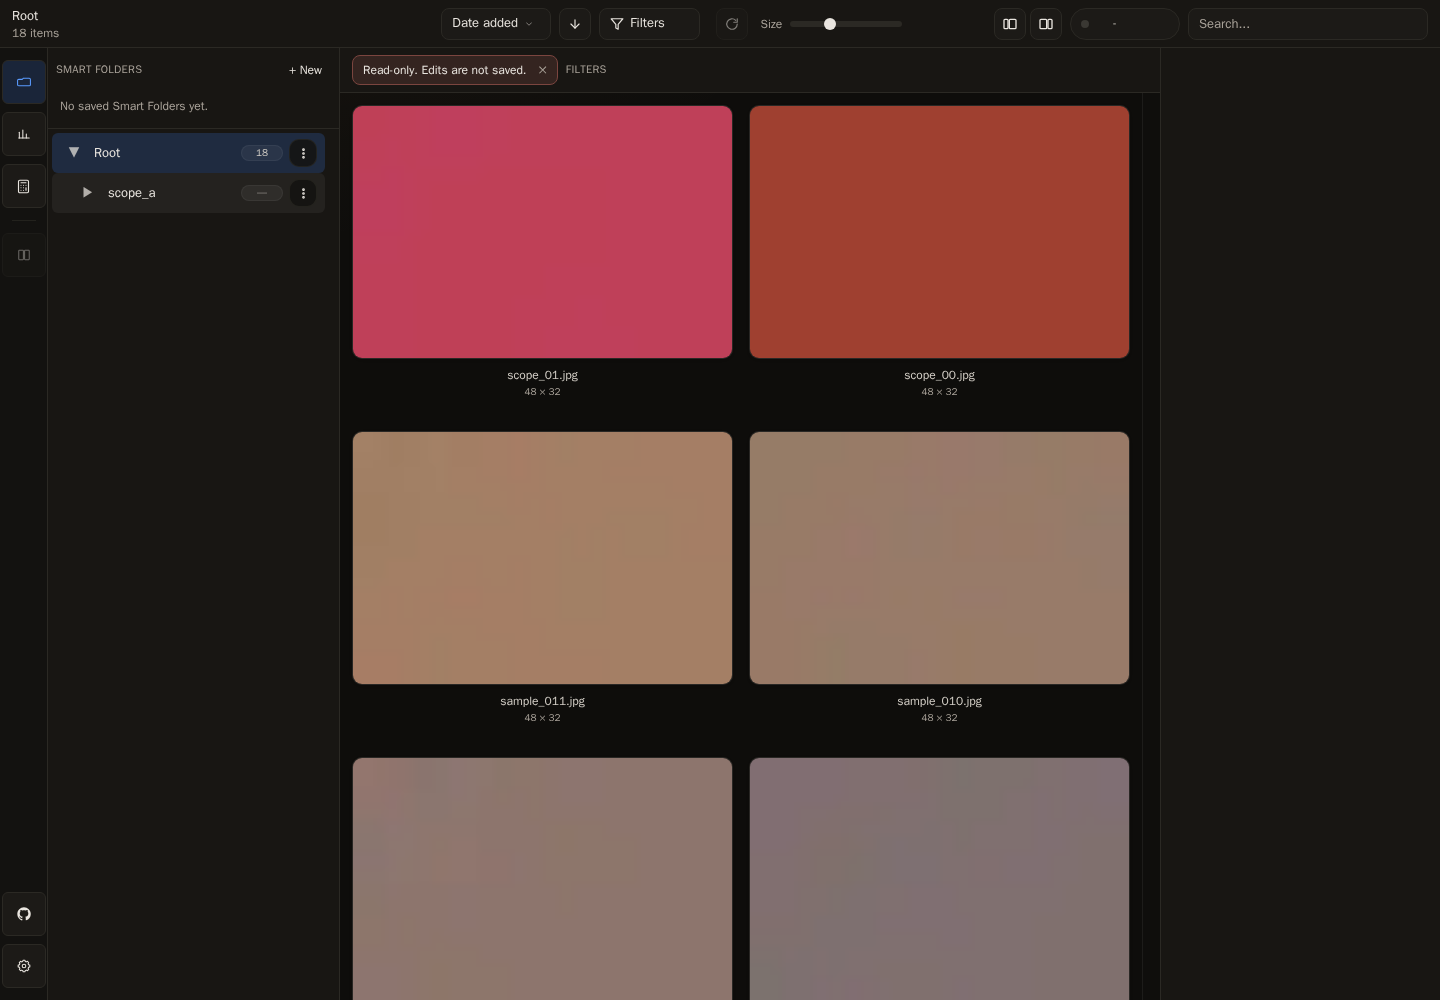 Root
18 items
Date added
Filters
Size
-
Search...
SMART FOLDERS
+ New
No saved Smart Folders yet.
Root
18
scope_a
—
Read-only. Edits are not saved.
FILTERS
scope_01.jpg
48 × 32
scope_00.jpg
48 × 32
sample_011.jpg
48 × 32
sample_010.jpg
48 × 32